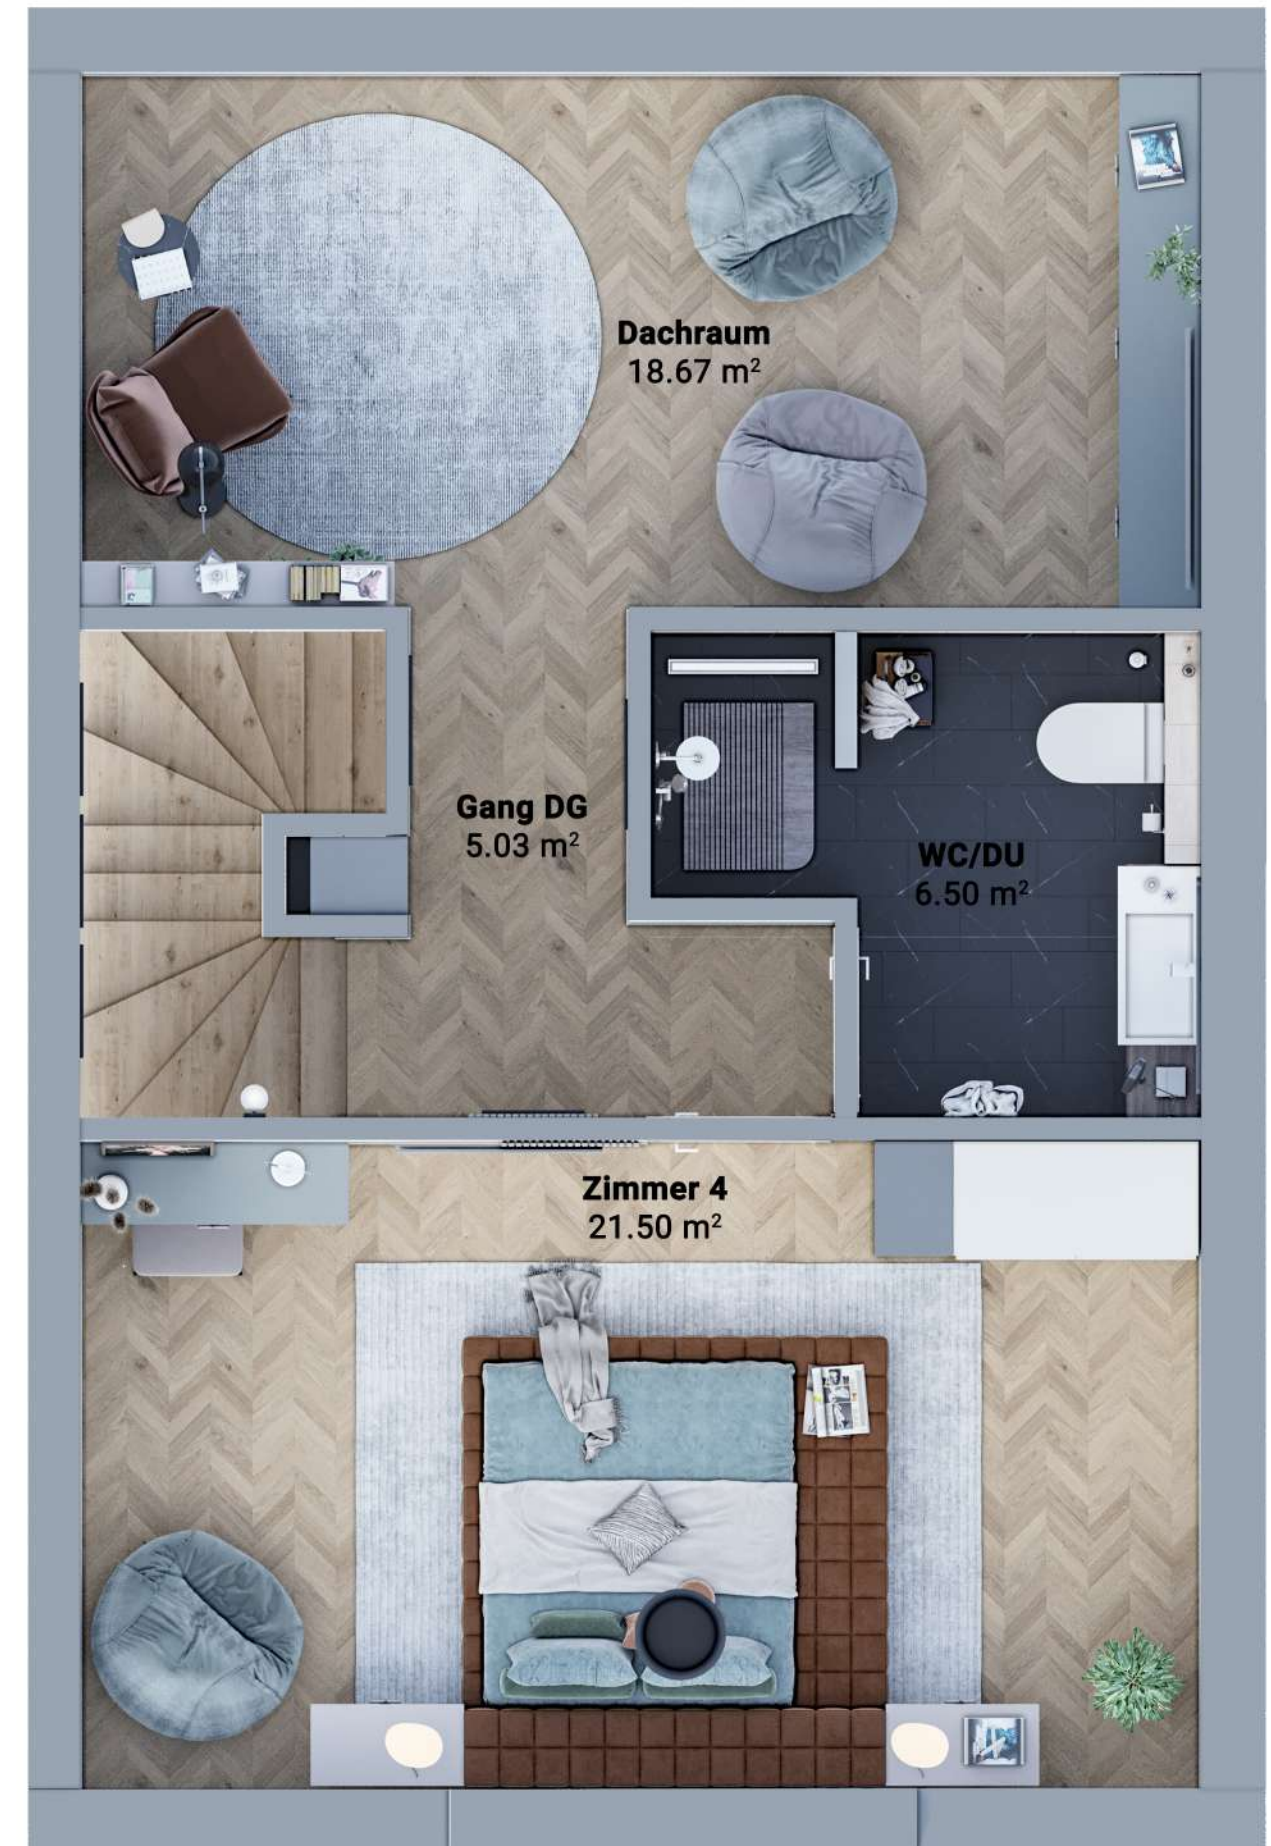 Dachraum
18.67 m²
Gang DG
5.03 m²
WC/DU
6.50 m²
Zimmer 4
21.50 m²